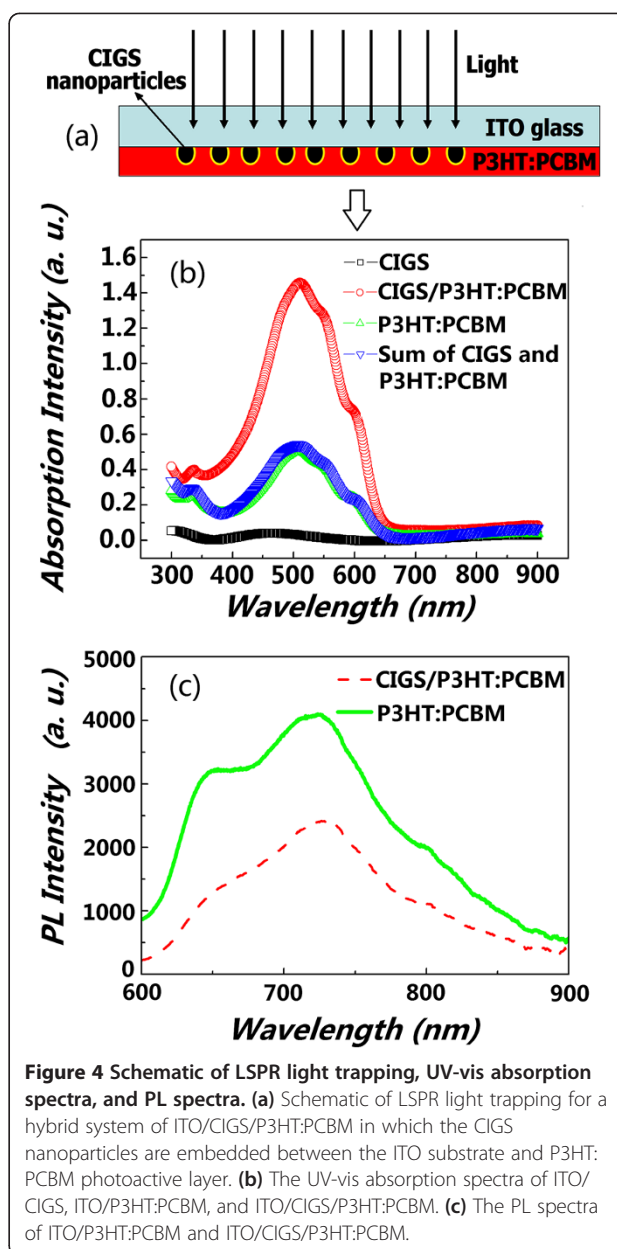 CIGS
nanoparticles
Light
(a)
ITO glass
P3HT:PCBM
(b)
1.6
1.4
1.2
1.0
0.8
0.6
0.4
0.2
0.0
Absorption Intensity (a. u.)
CIGS
CIGS/P3HT:PCBM
P3HT:PCBM
Sum of CIGS and
P3HT:PCBM
300 400 500 600 700 800 900
Wavelength (nm)
(c)
5000
4000
3000
2000
1000
0
PL Intensity (a. u.)
CIGS/P3HT:PCBM
P3HT:PCBM
600 700 800 900
Wavelength (nm)
Figure 4 Schematic of LSPR light trapping, UV-vis absorption
spectra, and PL spectra. (a) Schematic of LSPR light trapping for a
hybrid system of ITO/CIGS/P3HT:PCBM in which the CIGS
nanoparticles are embedded between the ITO substrate and P3HT:
PCBM photoactive layer. (b) The UV-vis absorption spectra of ITO/
CIGS, ITO/P3HT:PCBM, and ITO/CIGS/P3HT:PCBM. (c) The PL spectra
of ITO/P3HT:PCBM and ITO/CIGS/P3HT:PCBM.